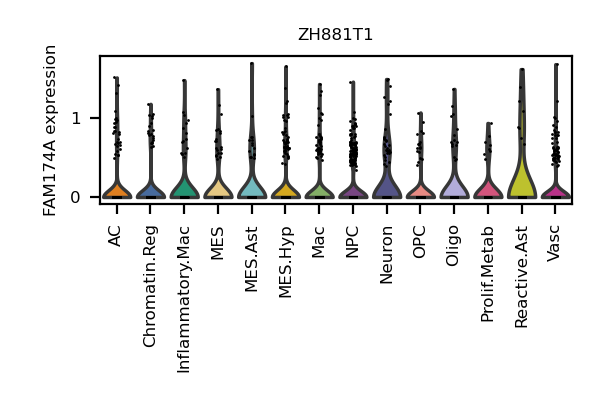 ZH881T1
FAM174A expression
1
0
AC
Chromatin.Reg
Inflammatory.Mac
MES
MES.Ast
MES.Hyp
Mac
NPC
Neuron
OPC
Oligo
Prolif.Metab
Reactive.Ast
Vasc